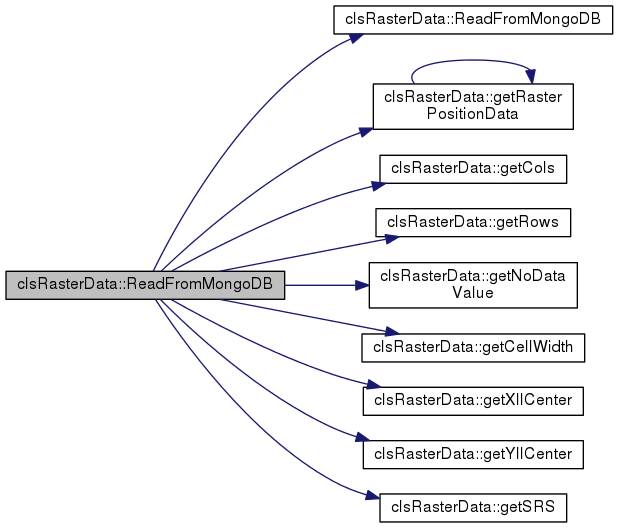 clsRasterData::ReadFromMongoDB
clsRasterData::getRaster
PositionData
clsRasterData::getCols
clsRasterData::getRows
clsRasterData::ReadFromMongoDB
clsRasterData::getNoData
Value
clsRasterData::getCellWidth
clsRasterData::getXllCenter
clsRasterData::getYllCenter
clsRasterData::getSRS